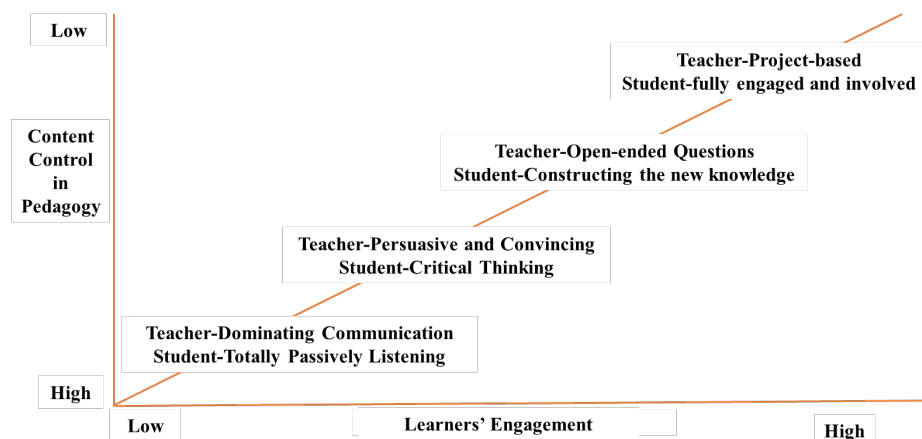 Low
Teacher-Project-based
Student-fully engaged and involved
Content
Control
in
Pedagogy
Teacher-Open-ended Questions
Student-Constructing the new knowledge
Teacher-Persuasive and Convincing
Student-Critical Thinking
Teacher-Dominating Communication
Student-Totally Passively Listening
High
Low
Learners’ Engagement
High